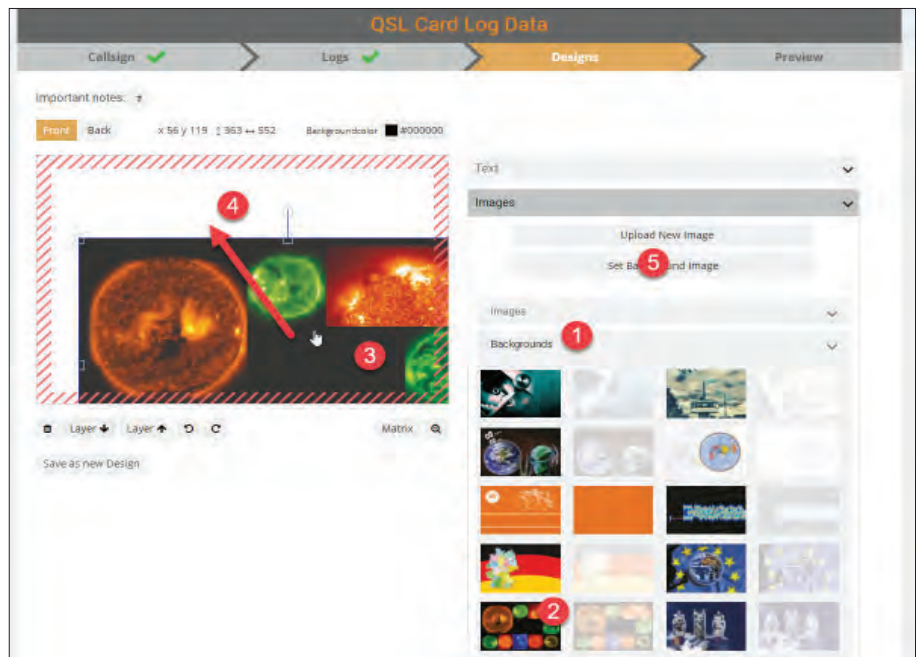 QSL Card Log Data
Callsign Logs Designs Preview
Important notes:
Front Back x 56 y 119 ↕ 363 ↔ 552 Backgroundcolor #000000
Text
Images
4
Upload New Image
Set Ba 5 und Image
Images
Backgrounds 1
3
Layer Layer Matrix
Save as new Design
2